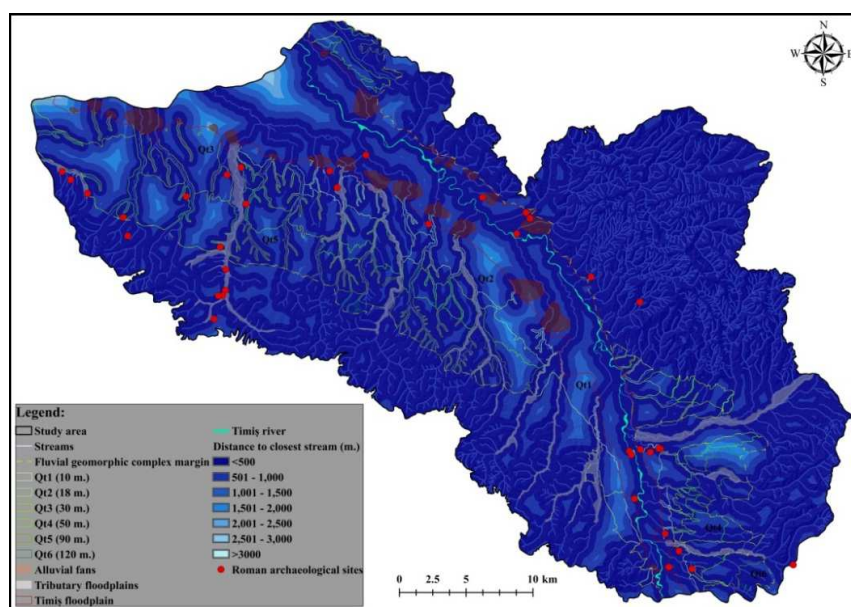 N
W E
S
Qt3
Qt5
Qt2
Qt1
Legend:
Study area
Streams
Fluvial geomorphic complex margin
Qt1 (10 m.)
Qt2 (18 m.)
Qt3 (30 m.)
Qt4 (50 m.)
Qt5 (90 m.)
Qt6 (120 m.)
Alluvial fans
Tributary floodplains
Timiș floodplain
Timiș river
Distance to closest stream (m.)
<500
501 - 1,000
1,001 - 1,500
1,501 - 2,000
2,001 - 2,500
2,501 - 3,000
>3000
Roman archaeological sites
0 2.5 5 10 km